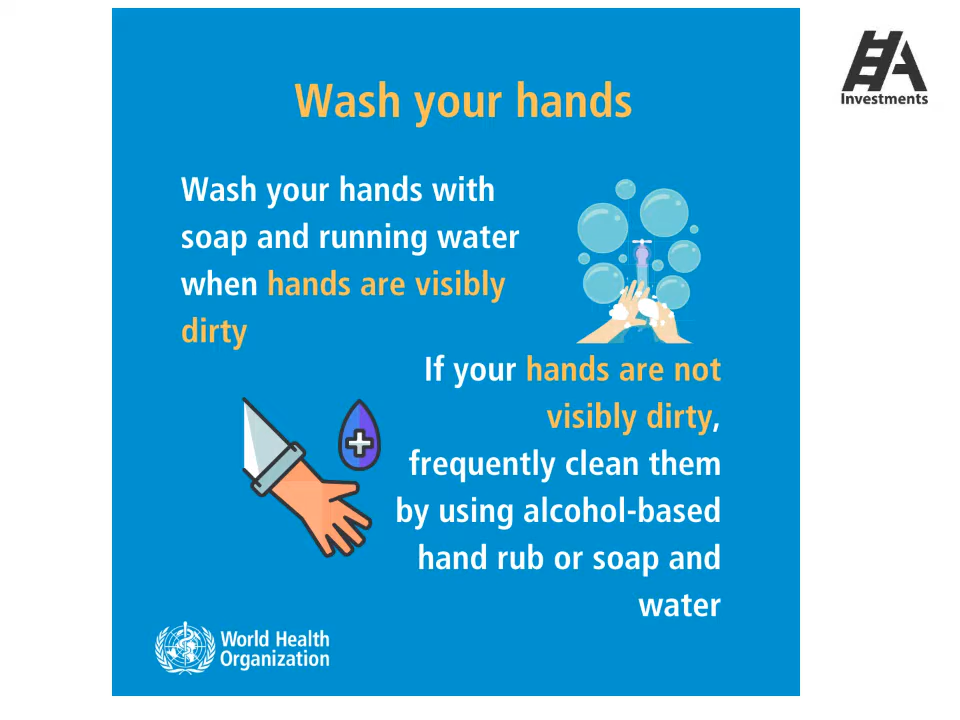 Wash your hands
Wash your hands with
soap and running water
when hands are visibly
dirty
If your hands are not
visibly dirty,
frequently clean them
by using alcohol-based
hand rub or soap and
water
World Health
Organization
HA
Investments